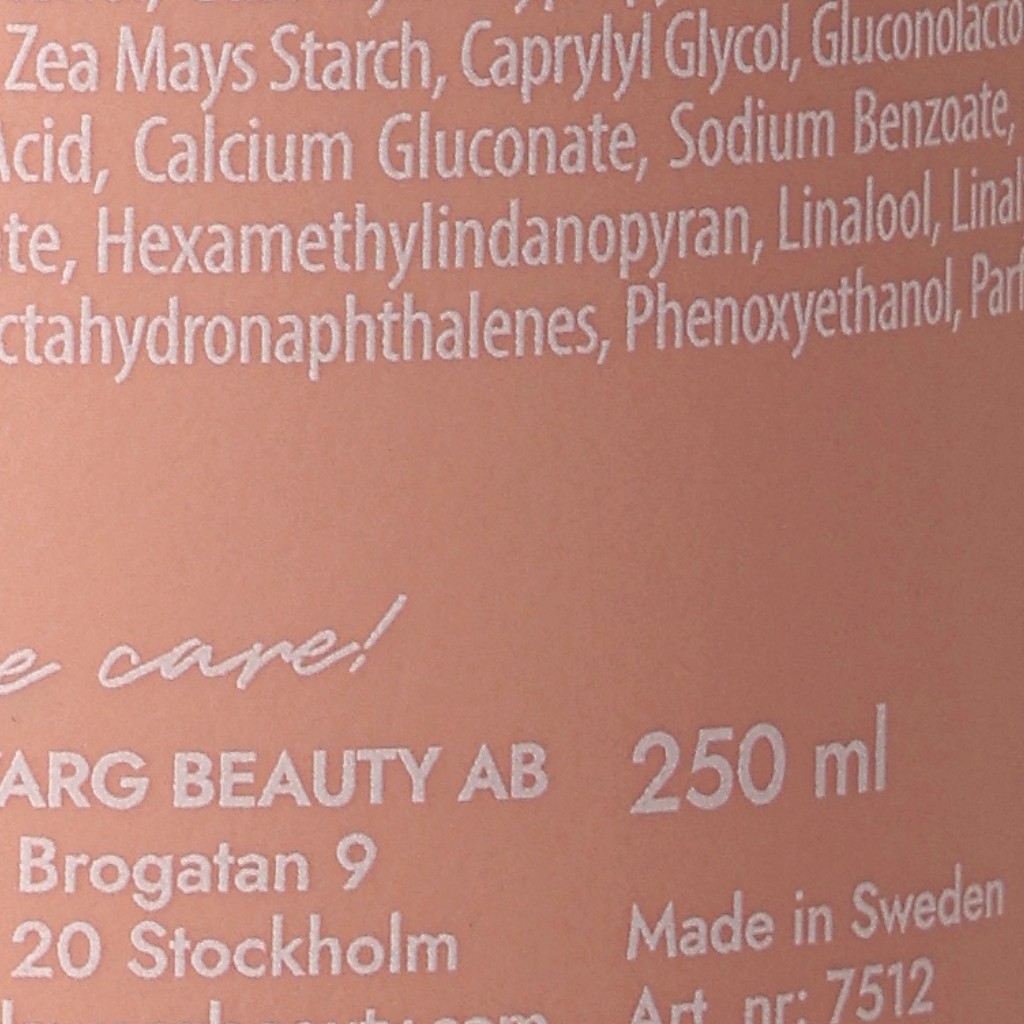 Zea Mays Starch, Caprylyl Glycol, Gluconolacto
Acid, Calcium Gluconate, Sodium Benzoate,
te, Hexamethylindanopyran, Linalool, Linal
ctahydronaphthalenes, Phenoxyethanol, Parf
e care!
ARG BEAUTY AB
250 ml
Brogatan 9
20 Stockholm
Made in Sweden
Art. nr: 7512